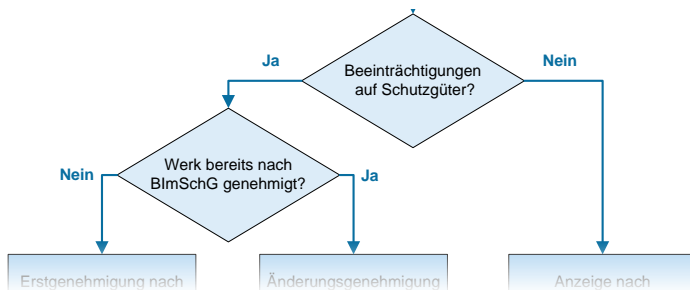 Ja
Beeinträchtigungen
auf Schutzgüter?
Nein
Nein
Werk bereits nach
BImSchG genehmigt?
Ja
Erstgenehmigung nach
Änderungsgenehmigung
Anzeige nach